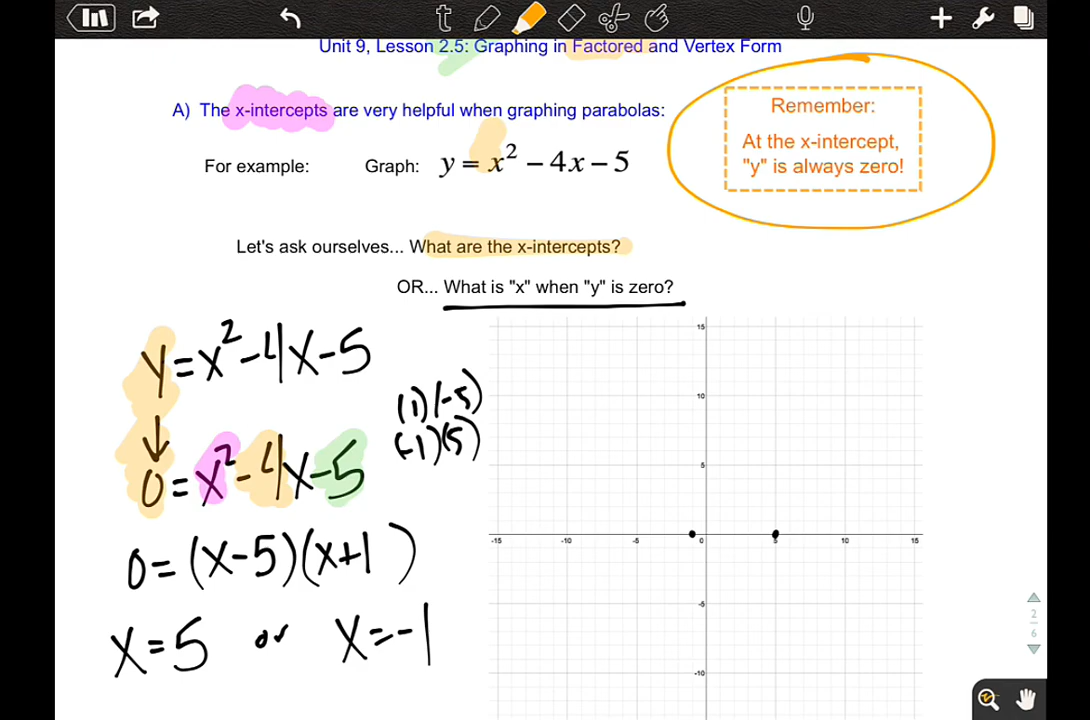 Unit 9, Lesson 2.5: Graphing in Factored and Vertex Form
A) The x-intercepts are very helpful when graphing parabolas:
For example: Graph: y = x² − 4x − 5
Remember:
At the x-intercept,
"y" is always zero!
Let's ask ourselves... What are the x-intercepts?
OR... What is "x" when "y" is zero?
y=x²-4x-5
(1)(-5)
(-1)(5)
0=x²-4x-5
0=(x-5)(x+1)
x=5 or x=-1
15
10
5
-15 -10 -5 0 5 10 15
-5
-10
2
6
t